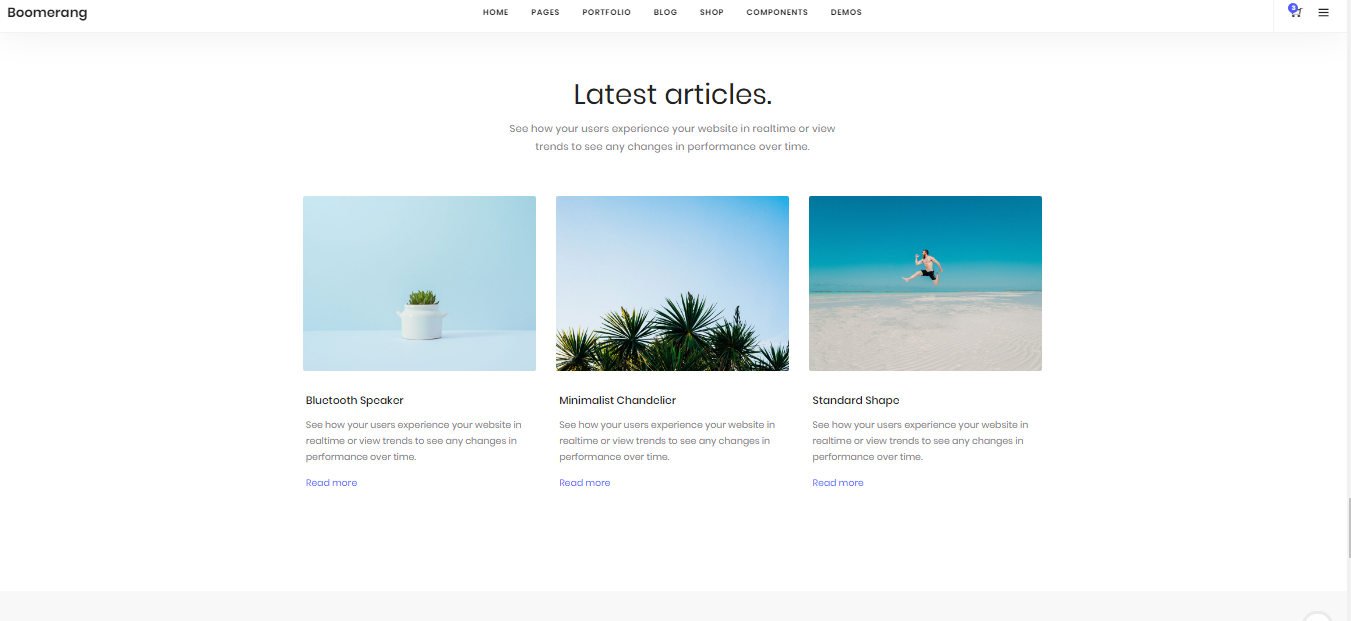 Boomerang
HOME PAGES PORTFOLIO BLOG SHOP COMPONENTS DEMOS
3
Latest articles.
See how your users experience your website in realtime or view
trends to see any changes in performance over time.
Bluetooth Speaker
See how your users experience your website in
realtime or view trends to see any changes in
performance over time.
Read more
Minimalist Chandelier
See how your users experience your website in
realtime or view trends to see any changes in
performance over time.
Read more
Standard Shape
See how your users experience your website in
realtime or view trends to see any changes in
performance over time.
Read more